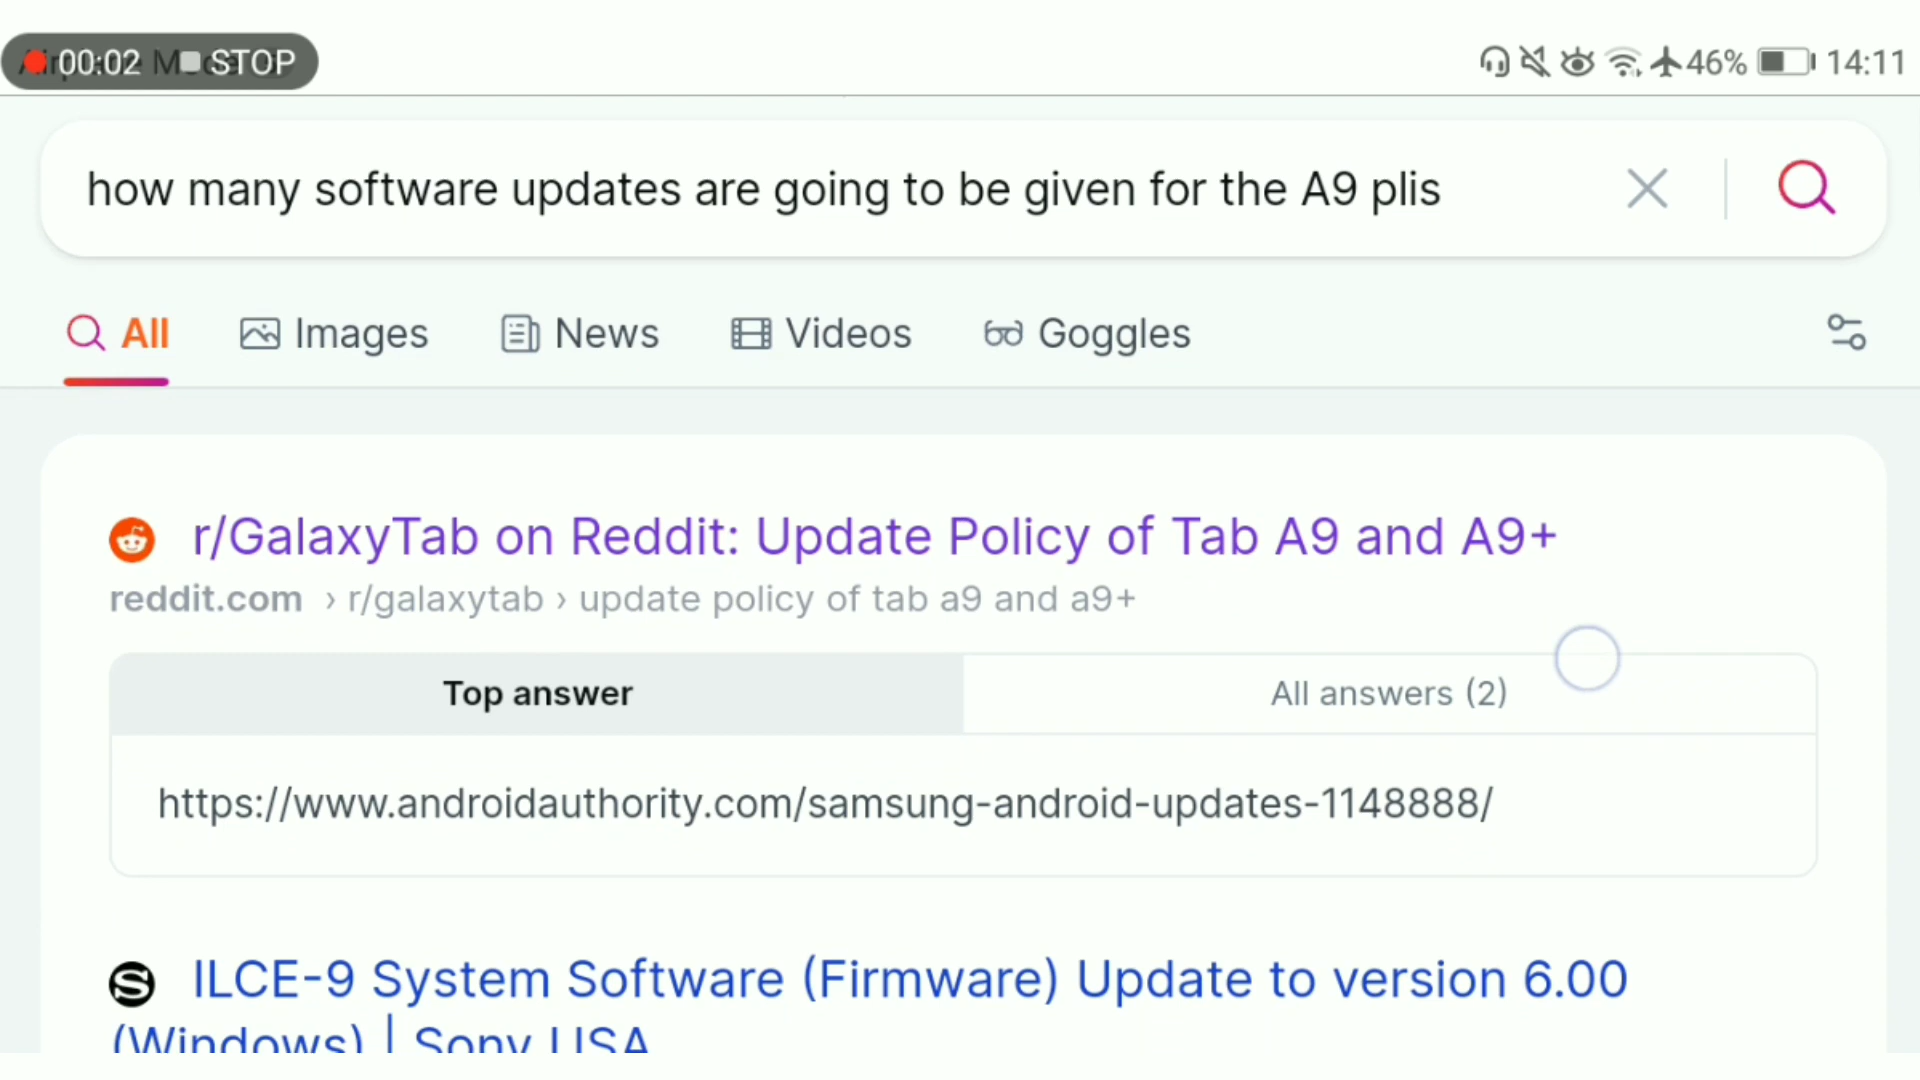 00:02 STOP 46% 14:11
how many software updates are going to be given for the A9 plis
All Images News Videos Goggles
r/GalaxyTab on Reddit: Update Policy of Tab A9 and A9+
reddit.com › r/galaxytab › update policy of tab a9 and a9+
Top answer All answers (2)
https://www.androidauthority.com/samsung-android-updates-1148888/
ILCE-9 System Software (Firmware) Update to version 6.00
(Windows) | Sony USA